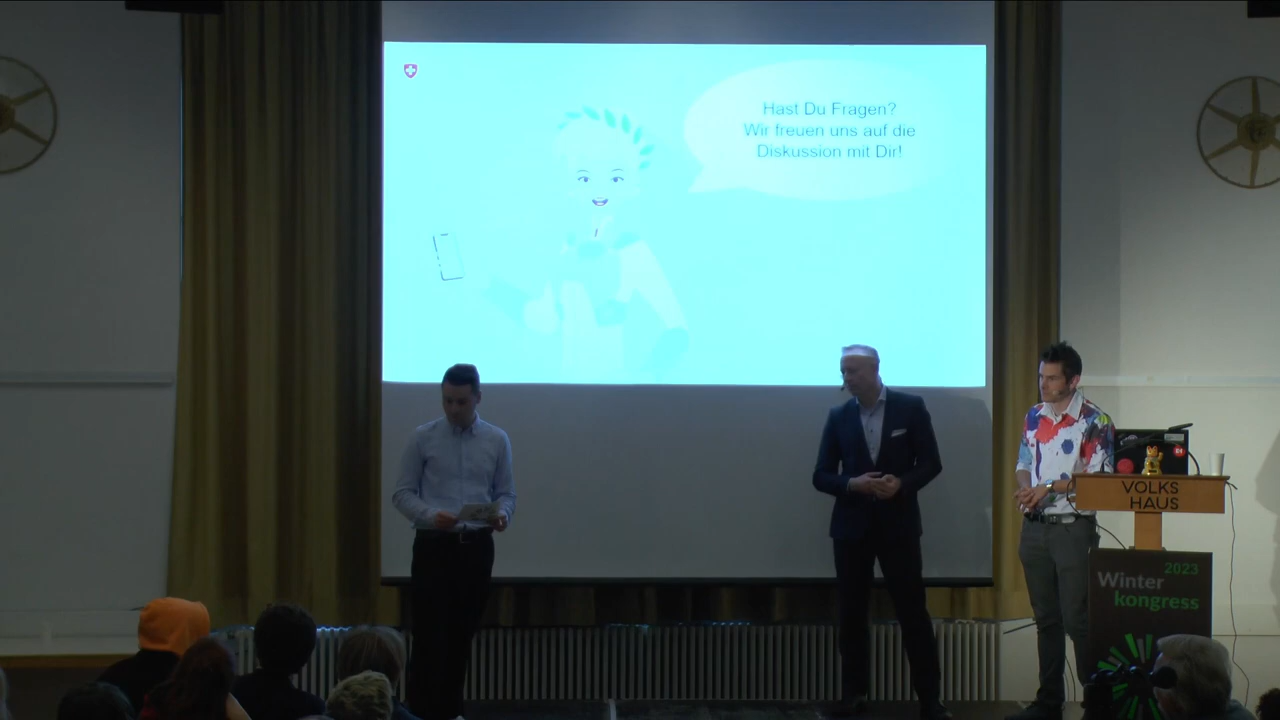 Hast Du Fragen?
Wir freuen uns auf die
Diskussion mit Dir!
VOLKS
HAUS
2023
Winter
kongress